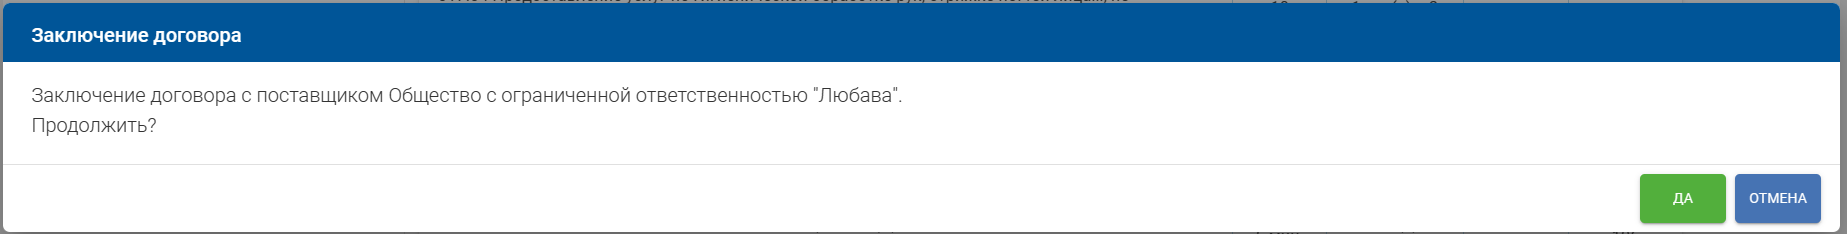 Заключение договора
Заключение договора с поставщиком Общество с ограниченной ответственностью "Любава".
Продолжить?
ДА
ОТМЕНА